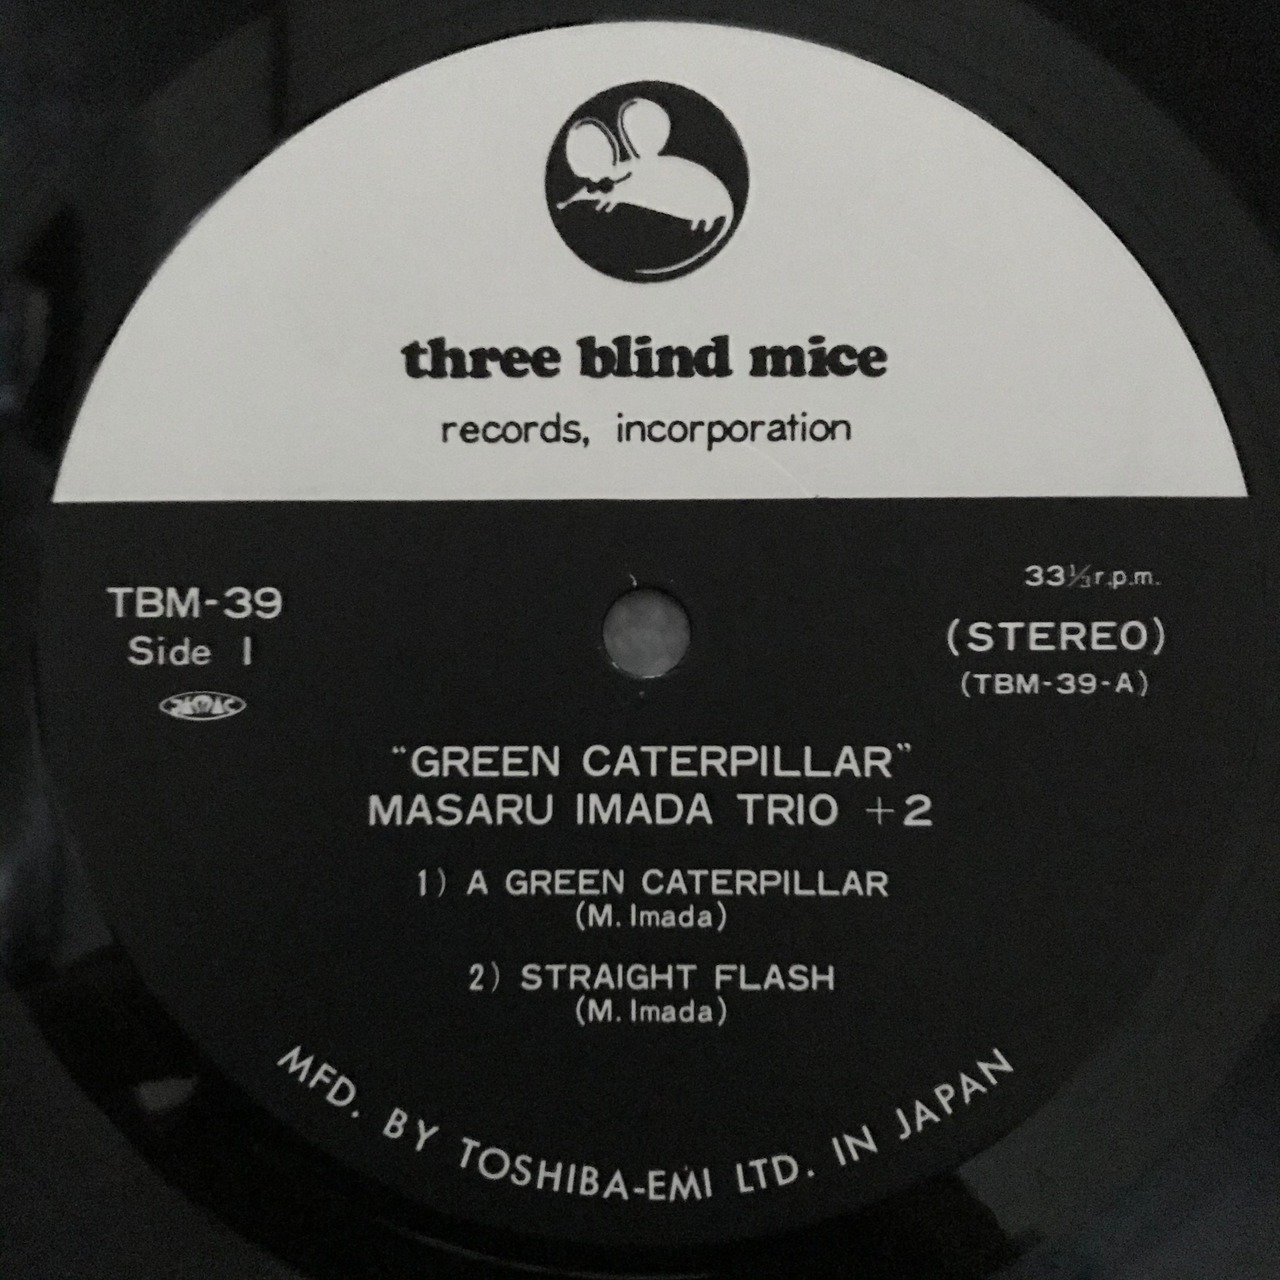 three blind mice
records, incorporation
33⅓ r.p.m.
TBM-39
(STEREO)
Side 1
(TBM-39-A)
“GREEN CATERPILLAR”
MASARU IMADA TRIO +2
1) A GREEN CATERPILLAR
(M. Imada)
2) STRAIGHT FLASH
(M. Imada)
MFD. BY TOSHIBA-EMI LTD. IN JAPAN